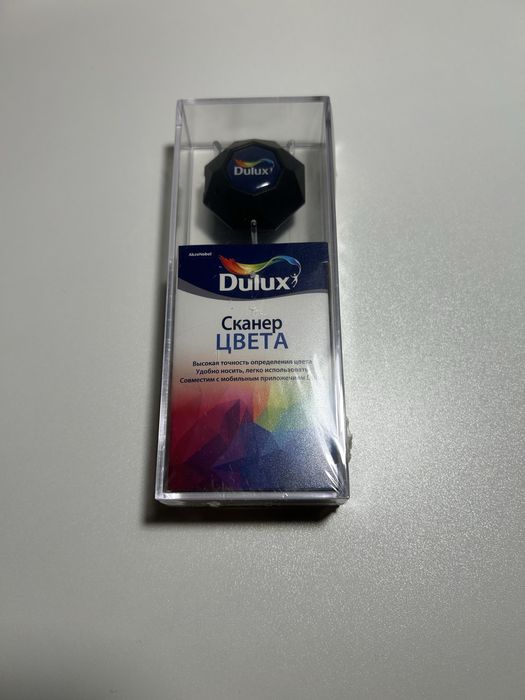 Dulux
AkzoNobel
Dulux
Сканер
ЦВЕТА
Высокая точность определения цвета
Удобно носить, легко использовать
Совместим с мобильным приложением